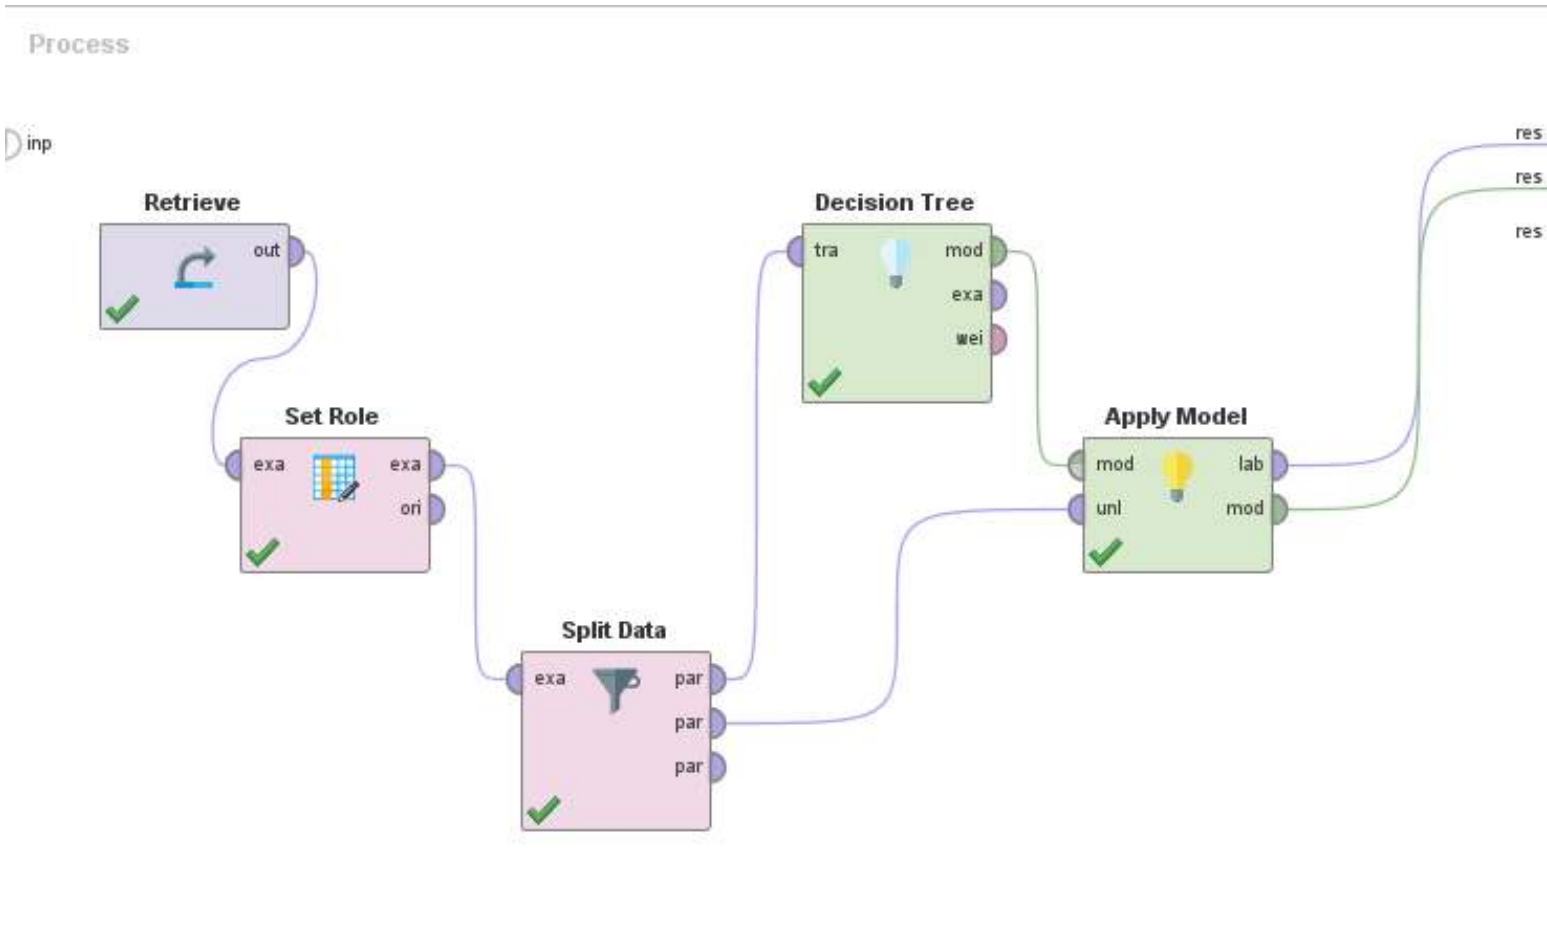 Process
inp
res
res
res
Retrieve
out
Decision Tree
tra
mod
exa
wei
Set Role
exa
exa
ori
Apply Model
mod
lab
unl
mod
Split Data
exa
par
par
par